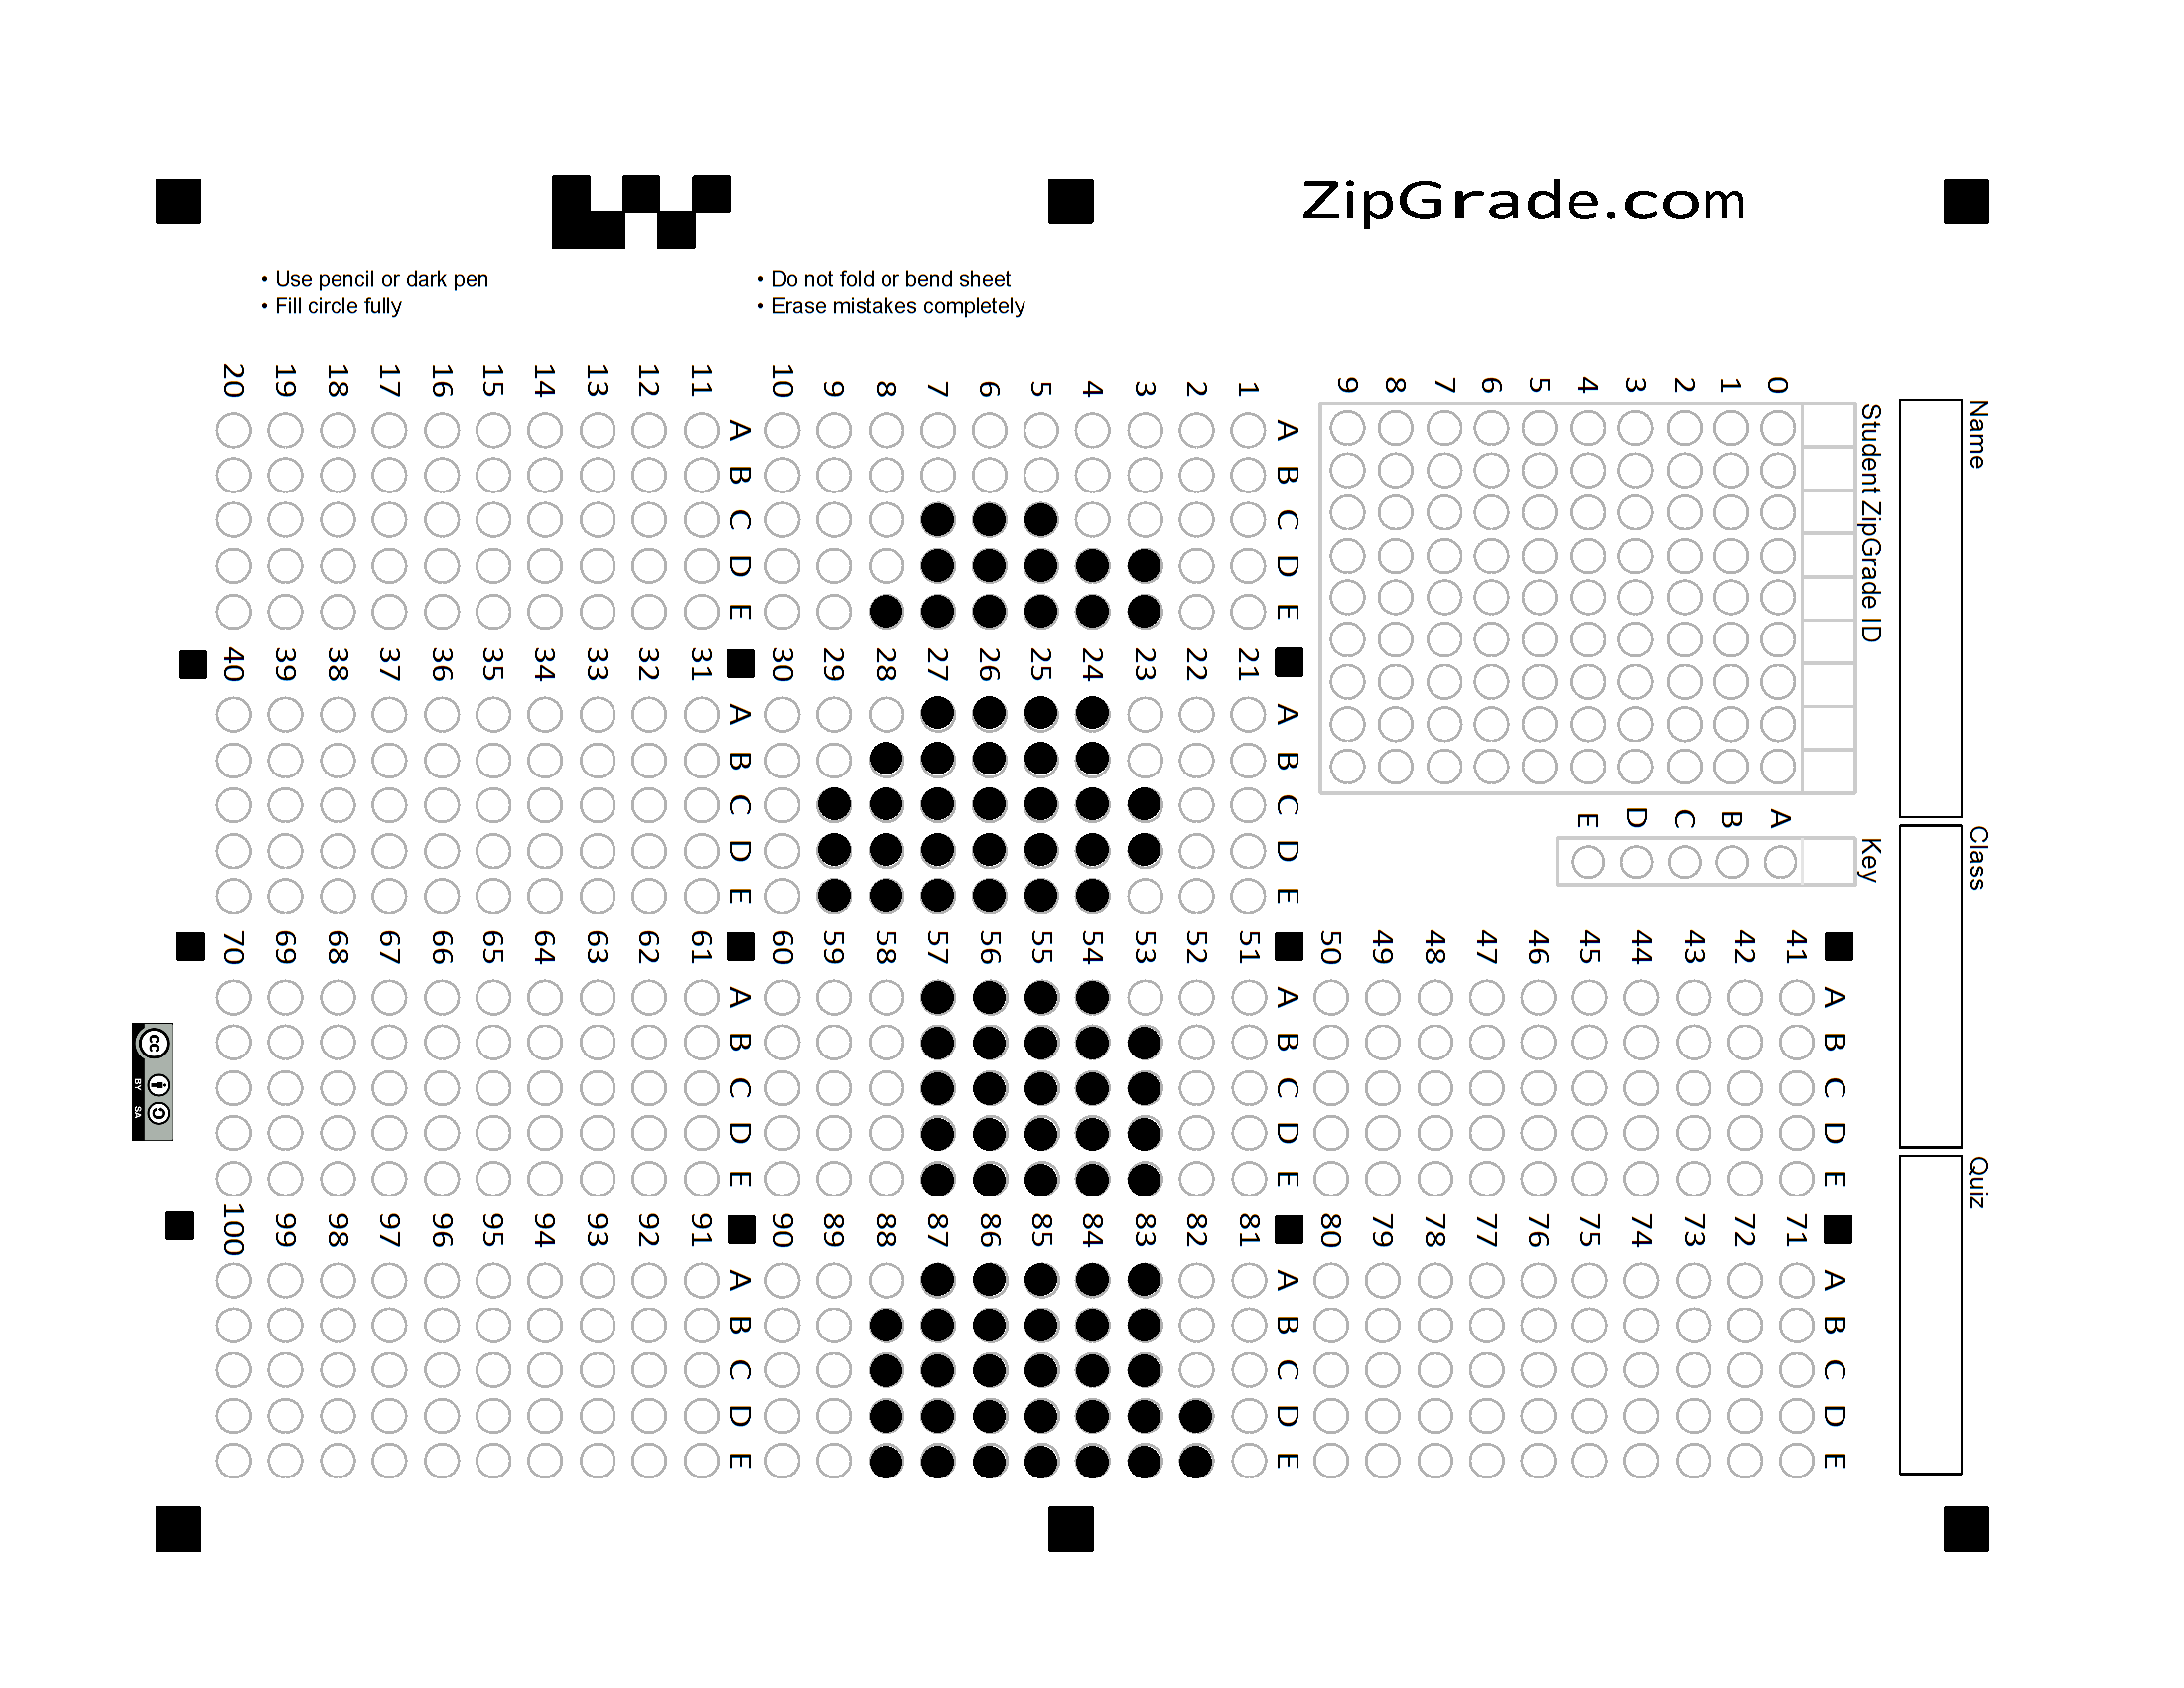 ZipGrade.com
• Use pencil or dark pen
• Fill circle fully
• Do not fold or bend sheet
• Erase mistakes completely
Name
Class
Quiz
Student ZipGrade ID
0 1 2 3 4 5 6 7 8 9
Key
A B C D E
1 2 3 4 5 6 7 8 9 10
A B C D E
11 12 13 14 15 16 17 18 19 20
A B C D E
21 22 23 24 25 26 27 28 29 30
A B C D E
31 32 33 34 35 36 37 38 39 40
A B C D E
41 42 43 44 45 46 47 48 49 50
A B C D E
51 52 53 54 55 56 57 58 59 60
A B C D E
61 62 63 64 65 66 67 68 69 70
A B C D E
71 72 73 74 75 76 77 78 79 80
A B C D E
81 82 83 84 85 86 87 88 89 90
A B C D E
91 92 93 94 95 96 97 98 99 100
A B C D E
cc
BY SA